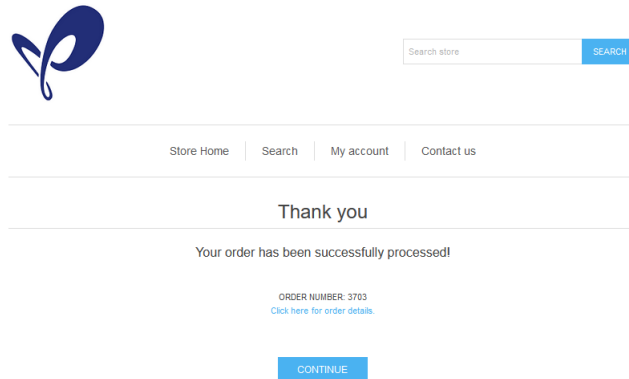 Search store
SEARCH
Store Home
Search
My account
Contact us
Thank you
Your order has been successfully processed!
ORDER NUMBER: 3703
Click here for order details.
CONTINUE